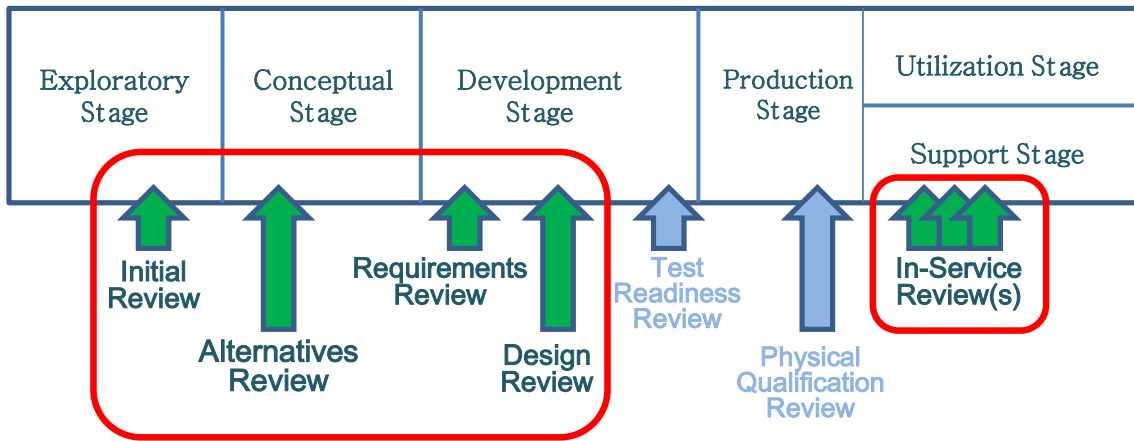 Exploratory
Stage
Conceptual
Stage
Development
Stage
Production
Stage
Utilization Stage
Support Stage
Initial
Review
Alternatives
Review
Requirements
Review
Design
Review
Test
Readiness
Review
Physical
Qualification
Review
In-Service
Review(s)